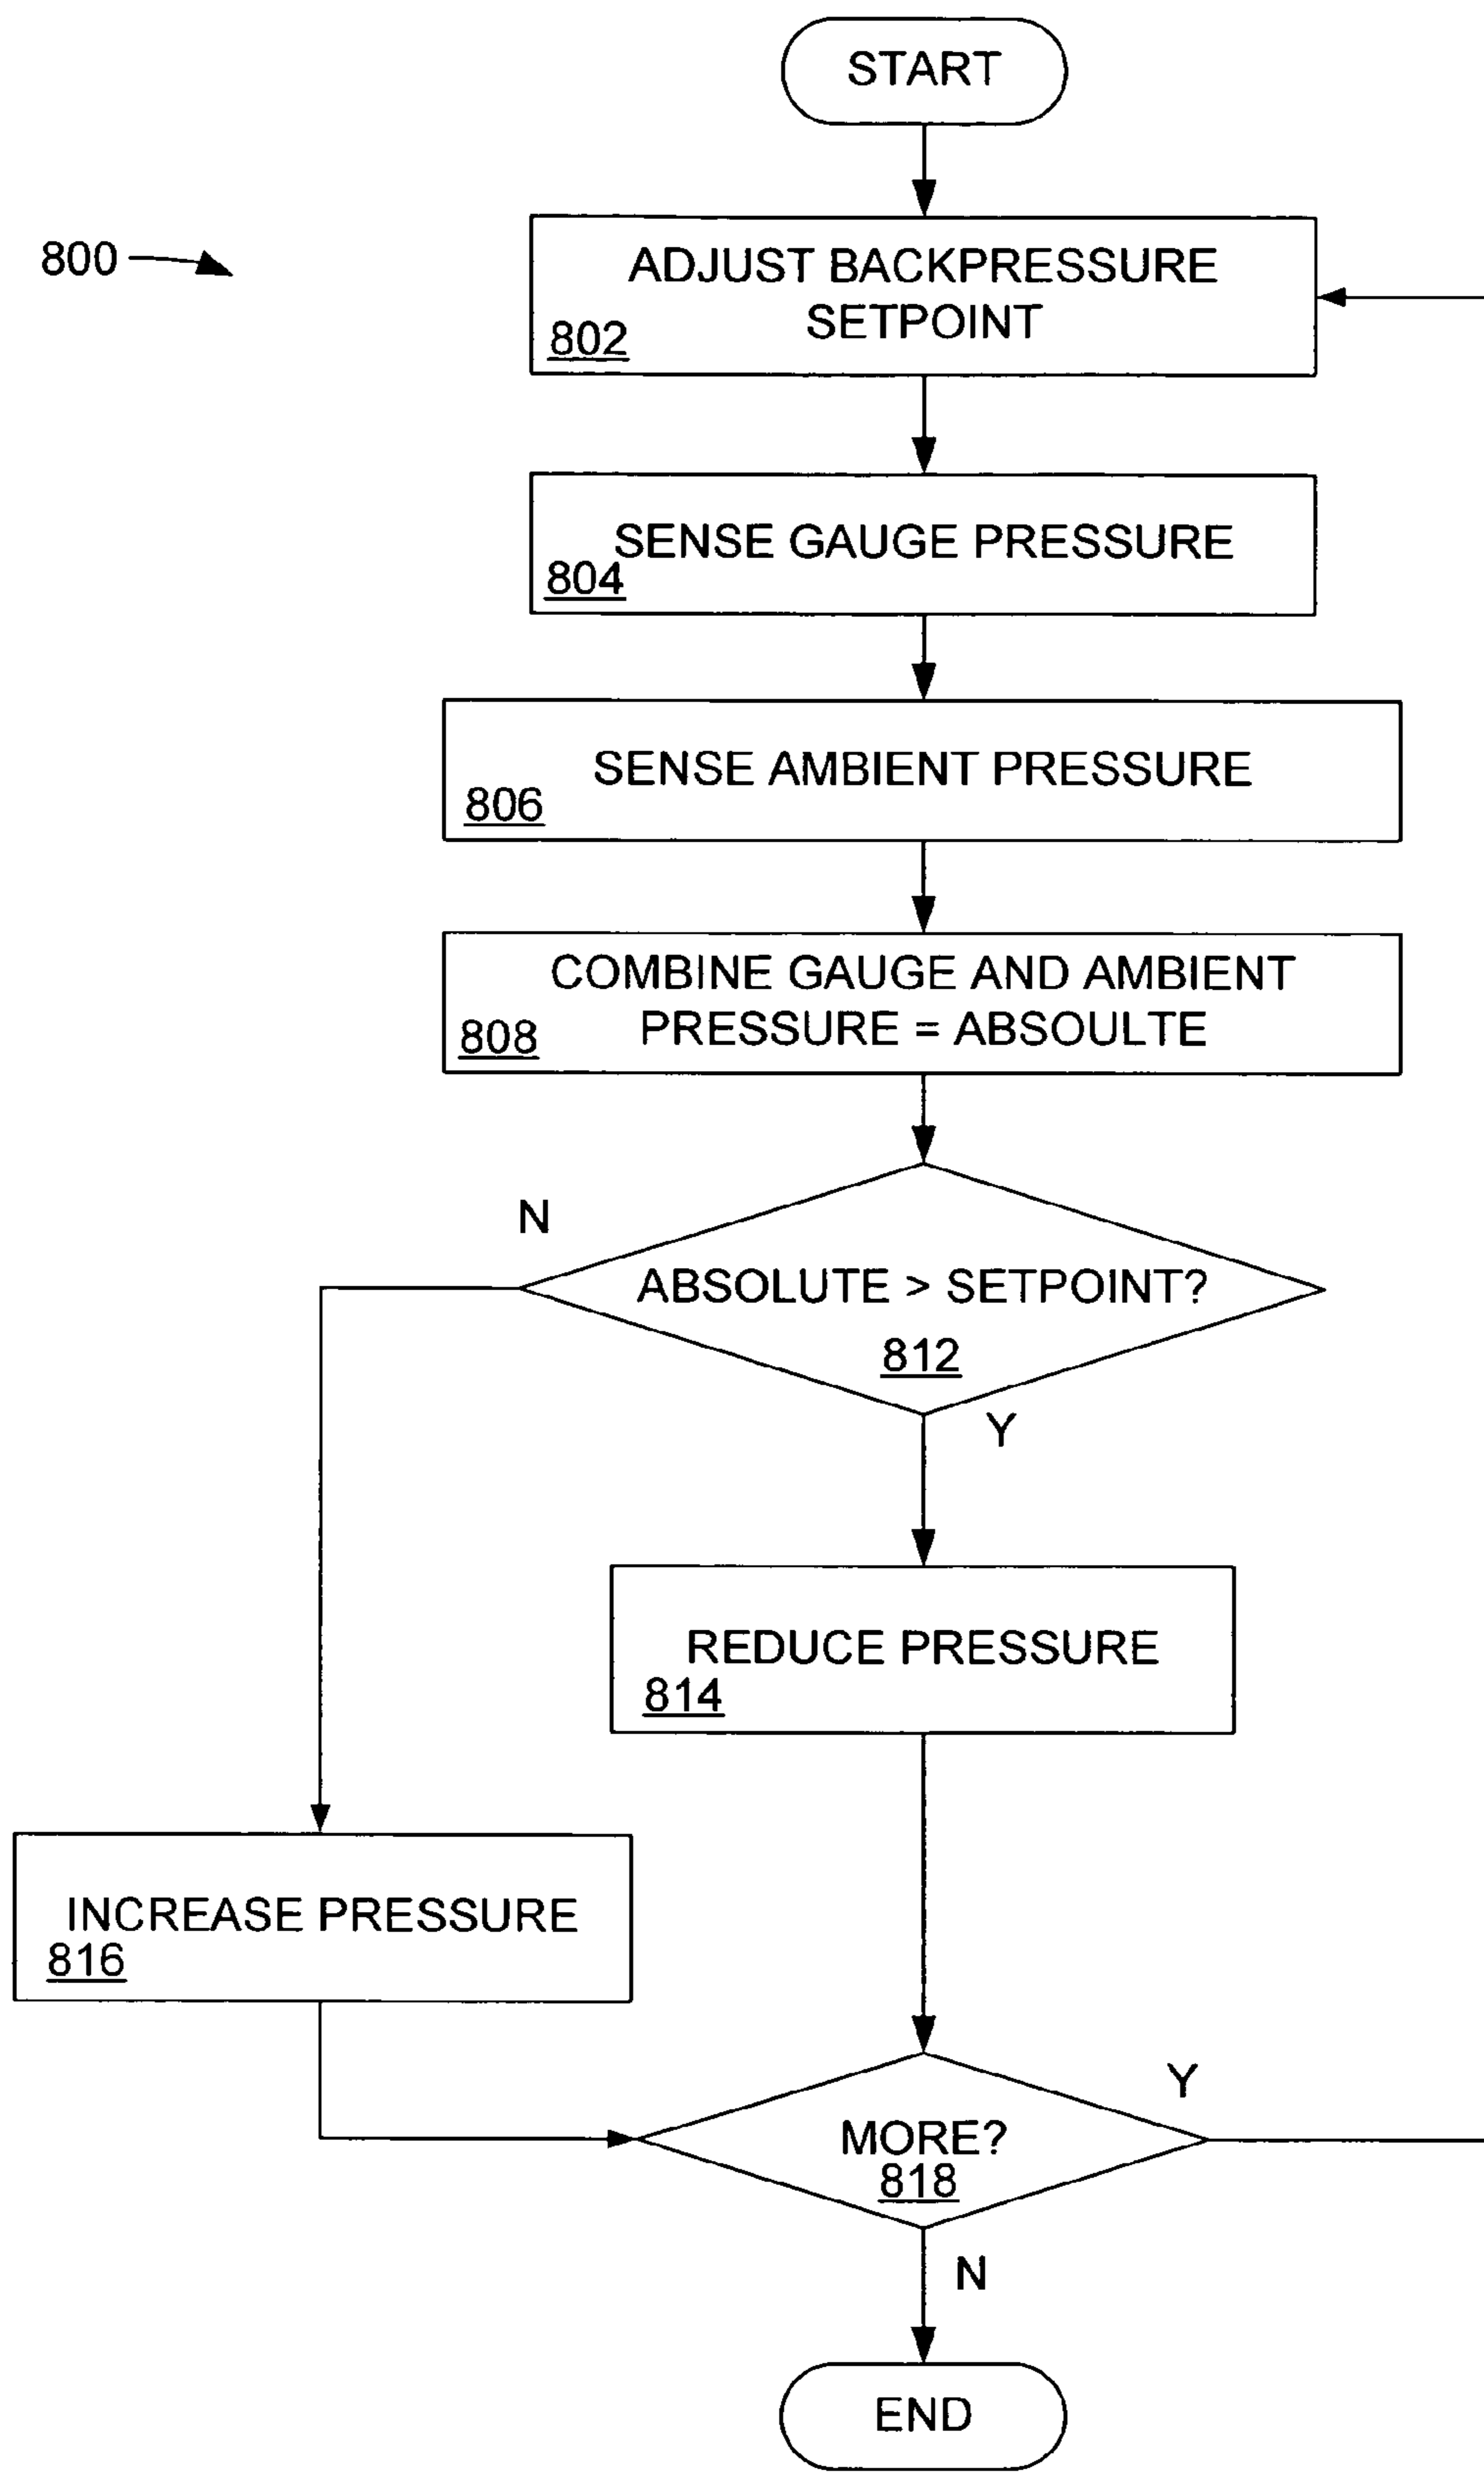 START
800
ADJUST BACKPRESSURE
SETPOINT
802
SENSE GAUGE PRESSURE
804
SENSE AMBIENT PRESSURE
806
COMBINE GAUGE AND AMBIENT
PRESSURE = ABSOULTE
808
N
ABSOLUTE > SETPOINT?
812
Y
REDUCE PRESSURE
814
INCREASE PRESSURE
816
Y
MORE?
818
N
END